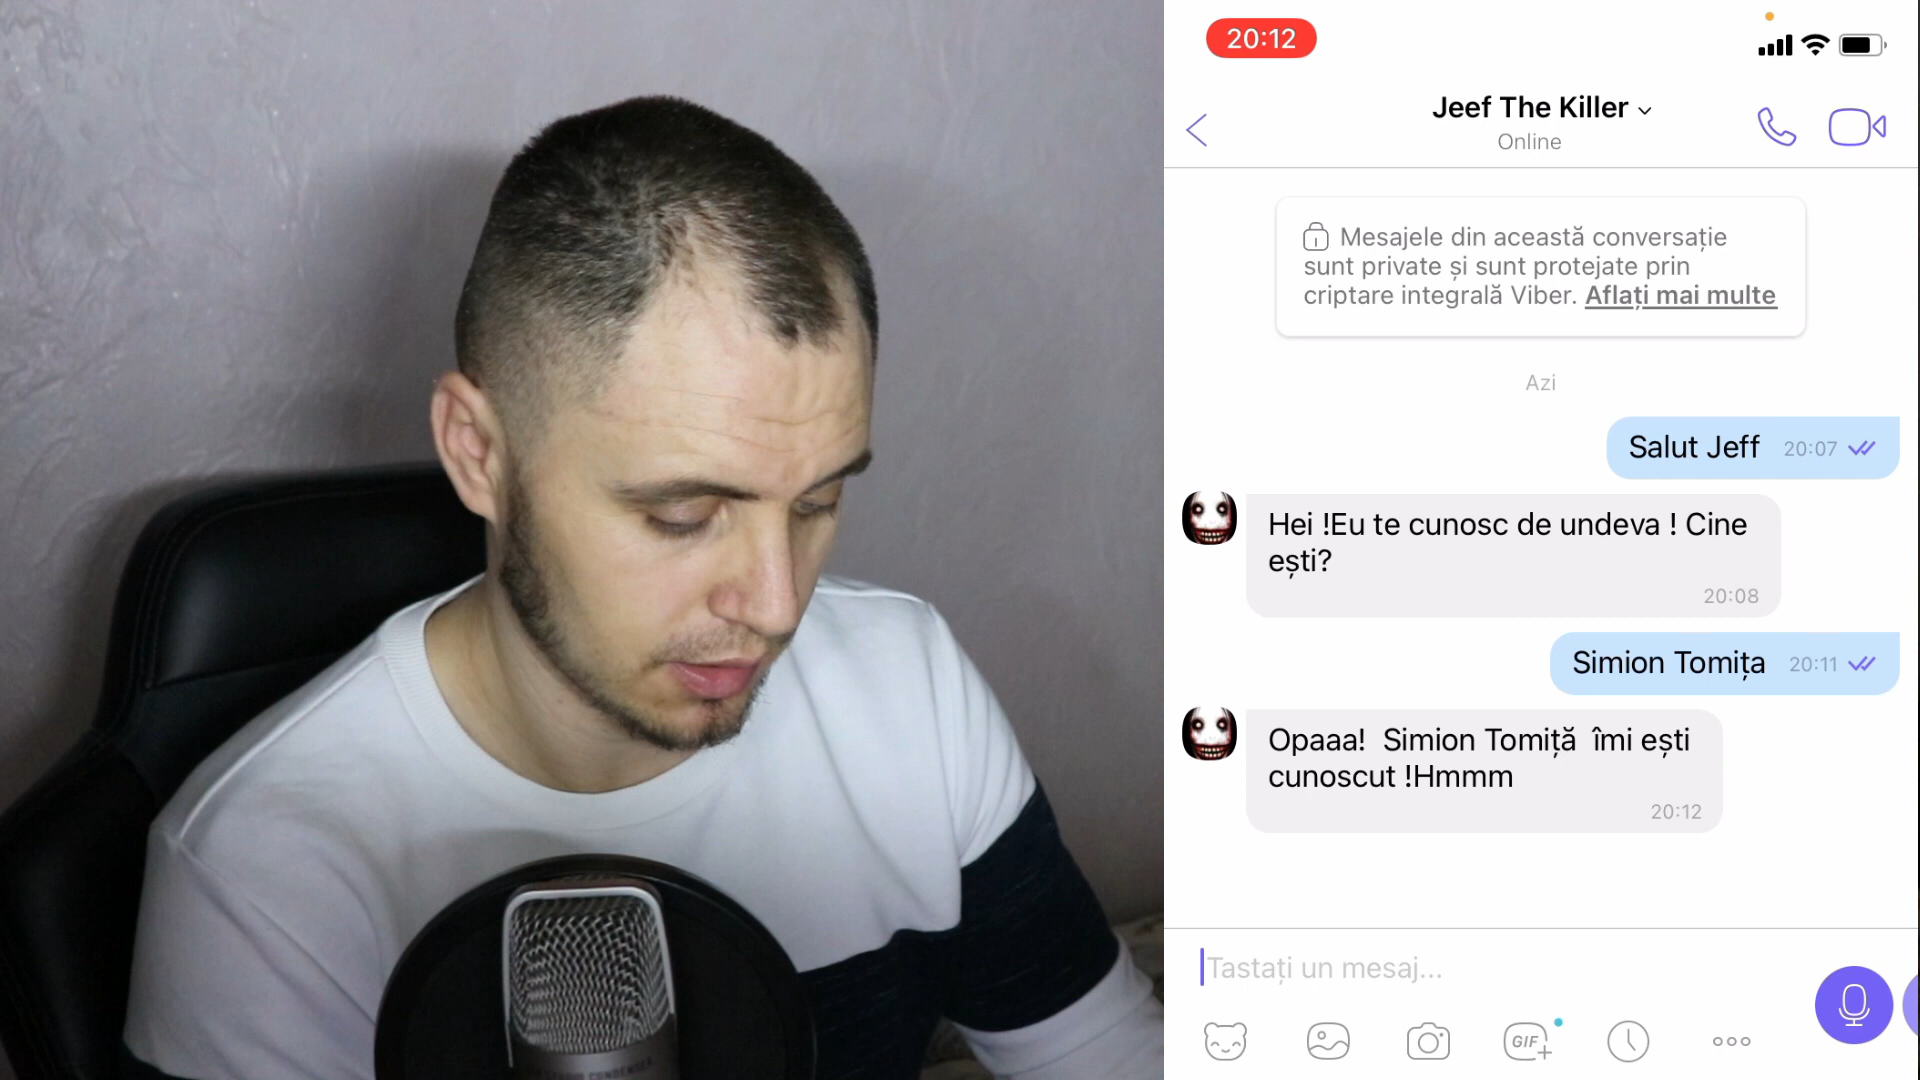 20:12
Jeef The Killer
Online
Mesajele din această conversație
sunt private și sunt protejate prin
criptare integrală Viber. Aflați mai multe
Azi
Salut Jeff 20:07
Hei !Eu te cunosc de undeva ! Cine
ești?
20:08
Simion Tomița 20:11
Opaaa!  Simion Tomiță  îmi ești
cunoscut !Hmmm
20:12
Tastați un mesaj...
GIF
CONDENSER